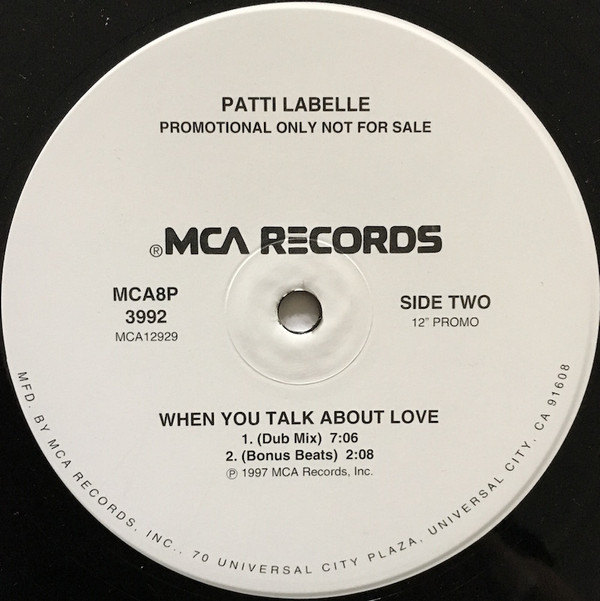 PATTI LABELLE
PROMOTIONAL ONLY NOT FOR SALE
®MCA RECORDS
MCA8P
3992
MCA12929
SIDE TWO
12" PROMO
WHEN YOU TALK ABOUT LOVE
1. (Dub Mix) 7:06
2. (Bonus Beats) 2:08
℗ 1997 MCA Records, Inc.
MFD. BY MCA RECORDS, INC., 70 UNIVERSAL CITY PLAZA, UNIVERSAL CITY, CA 91608